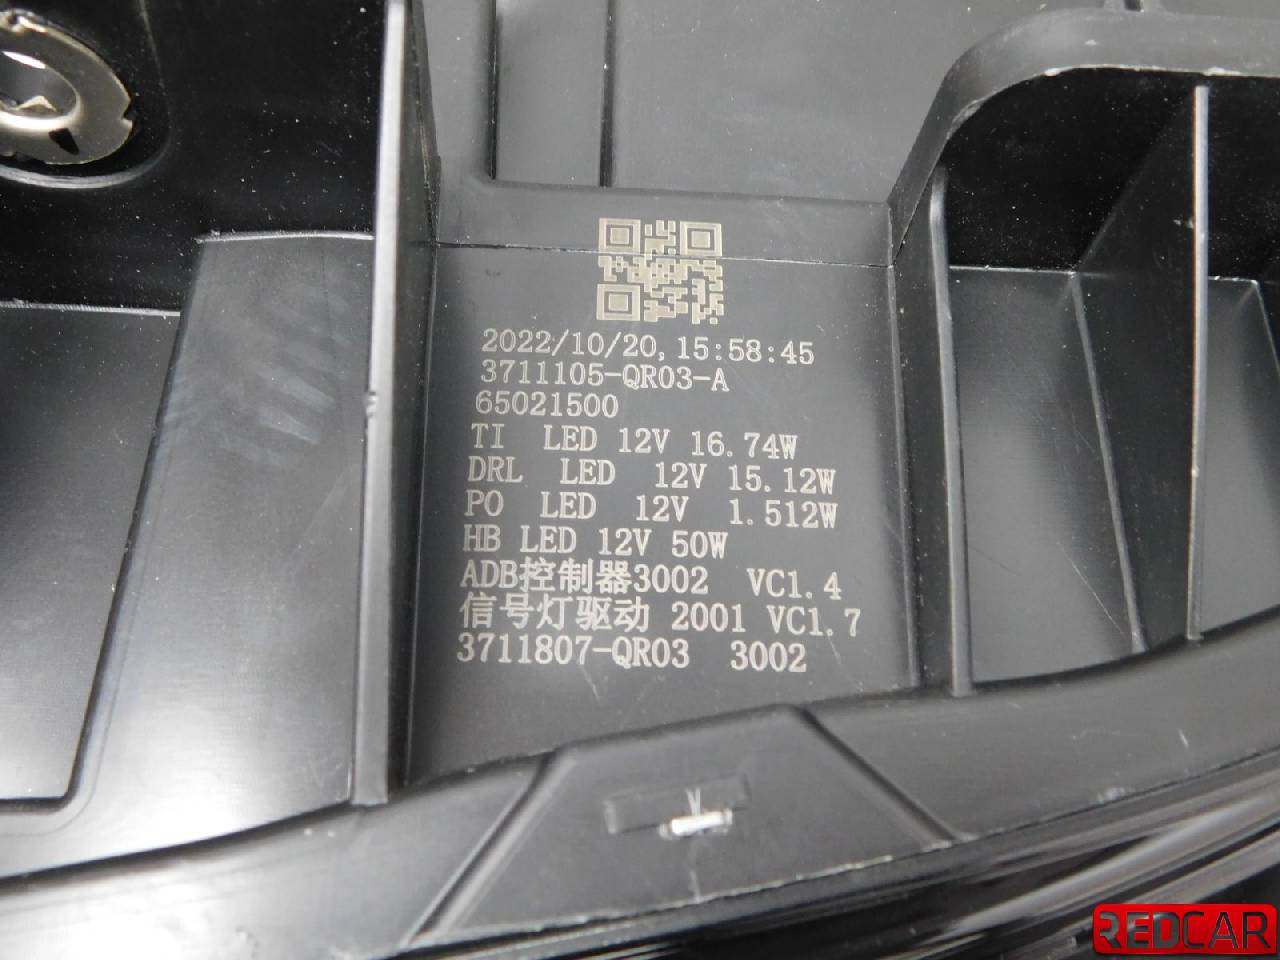 2022/10/20,15:58:45
3711105-QR03-A
65021500
TI LED 12V 16.74W
DRL LED 12V 15.12W
PO LED 12V 1.512W
HB LED 12V 50W
ADB控制器3002 VC1.4
信号灯驱动 2001 VC1.7
3711807-QR03 3002
V
REDCAR